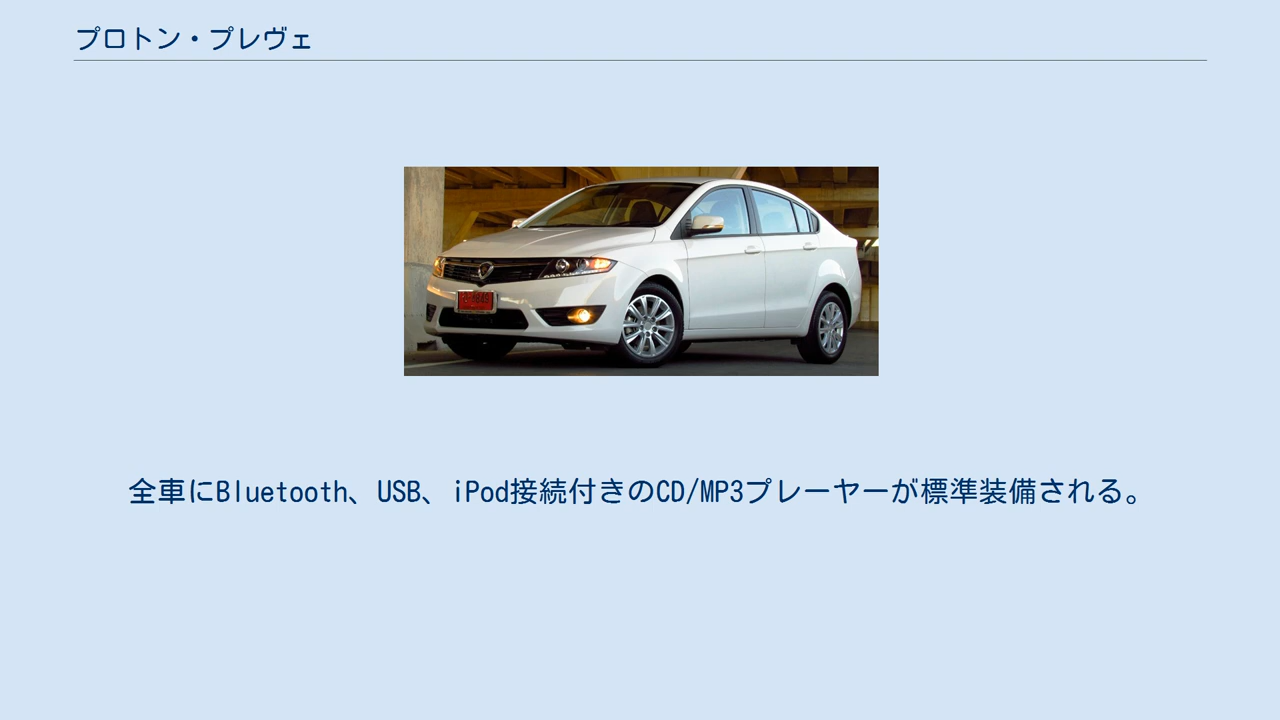 プロトン・プレヴェ
全車にBluetooth、USB、iPod接続付きのCD/MP3プレーヤーが標準装備される。